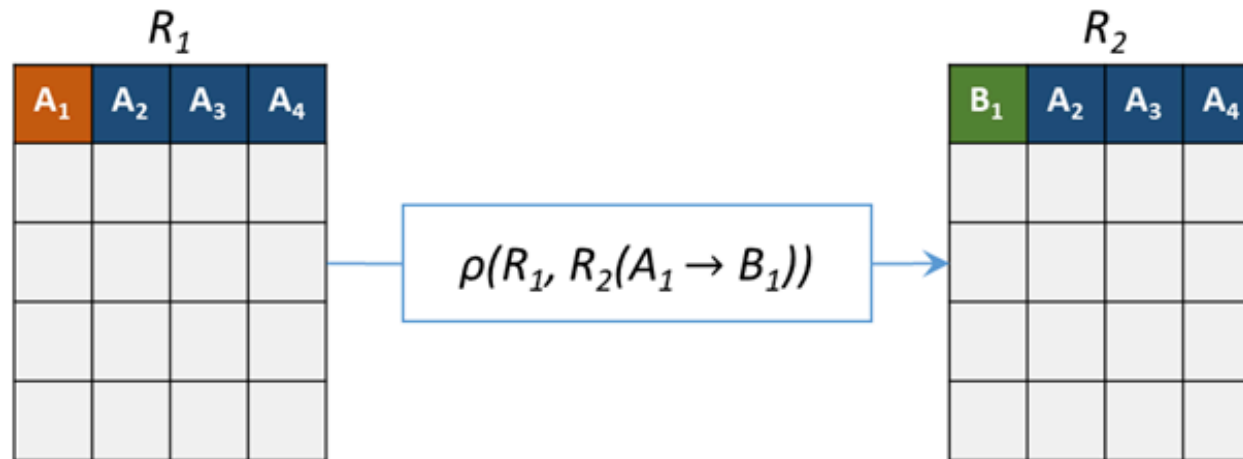 R₁
A₁ A₂ A₃ A₄
ρ(R₁, R₂(A₁ → B₁))
R₂
B₁ A₂ A₃ A₄